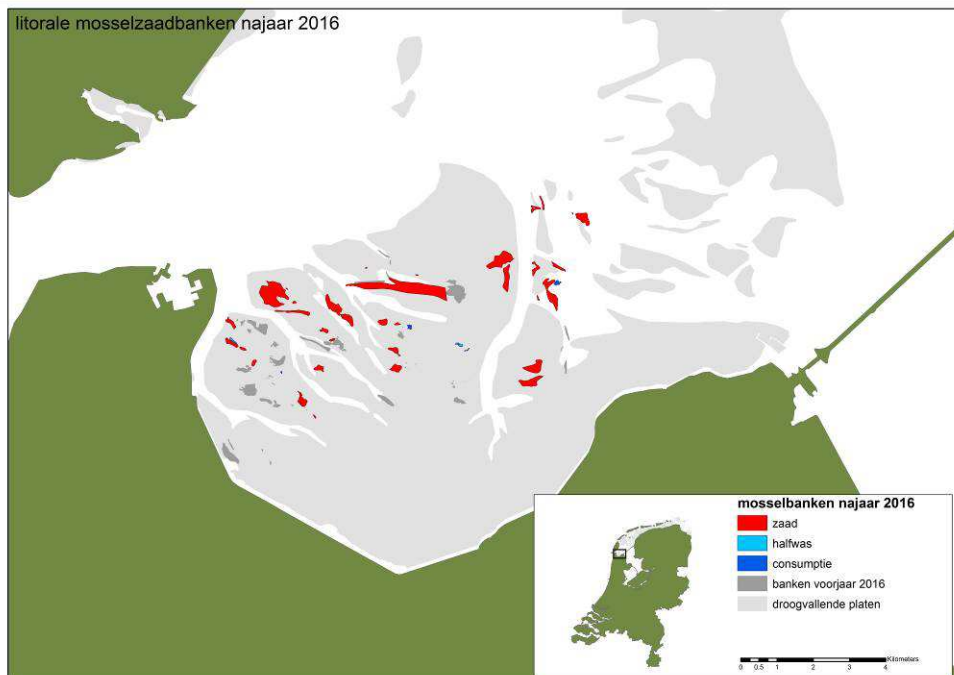 litorale mosselzaadbanken najaar 2016
mosselbanken najaar 2016
zaad
halfwas
consumptie
banken voorjaar 2016
droogvallende platen
Kilometers
0 0.5 1 2 3 4